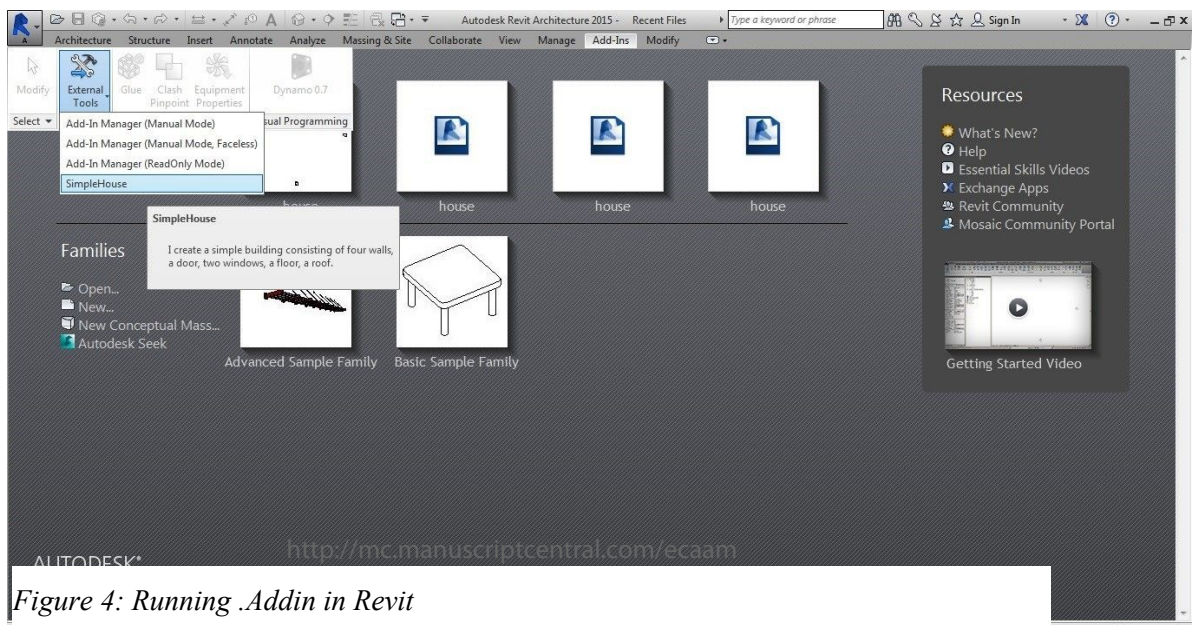 Autodesk Revit Architecture 2015 - Recent Files
Type a keyword or phrase
Sign In
Architecture Structure Insert Annotate Analyze Massing & Site Collaborate View Manage Add-Ins Modify
Modify
External Tools
Glue
Clash Pinpoint
Equipment Properties
Dynamo 0.7
Select
sual Programming
Add-In Manager (Manual Mode)
Add-In Manager (Manual Mode, Faceless)
Add-In Manager (ReadOnly Mode)
SimpleHouse
house
house
house
house
SimpleHouse
I create a simple building consisting of four walls,
a door, two windows, a floor, a roof.
Families
Open...
New...
New Conceptual Mass...
Autodesk Seek
Advanced Sample Family
Basic Sample Family
Resources
What's New?
Help
Essential Skills Videos
Exchange Apps
Revit Community
Mosaic Community Portal
Getting Started Video
http://mc.manuscriptcentral.com/ecaam
AUTODESK®
Figure 4: Running .Addin in Revit